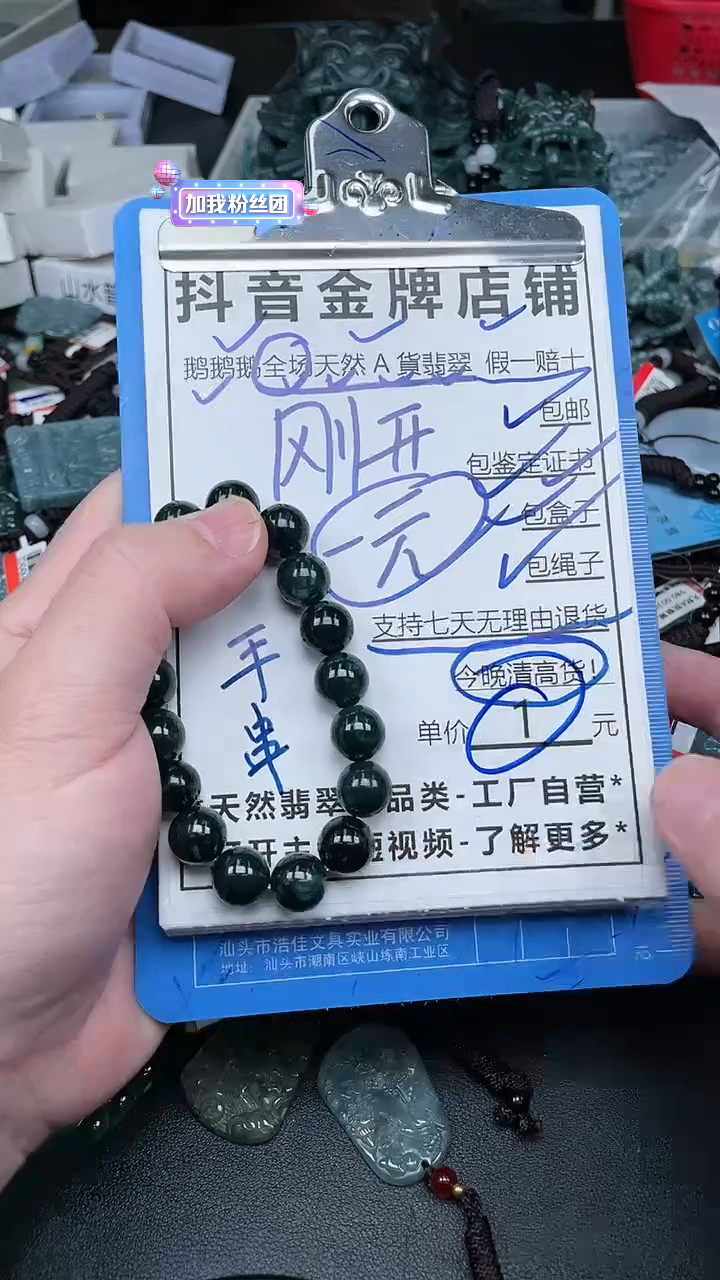 加我粉丝团
抖音金牌店铺
鹅鹅鹅全场天然A貨翡翠 假一赔十
刚开
包邮
包鉴定证书
一元
包盒子
包绳子
支持七天无理由退货
今晚清高货!
手串
单价 1 元
*天然翡翠 品类-工厂自营*
短视频-了解更多*
汕头市浩佳文具实业有限公司
地址: 汕头市潮南区峡山练南工业区
山水